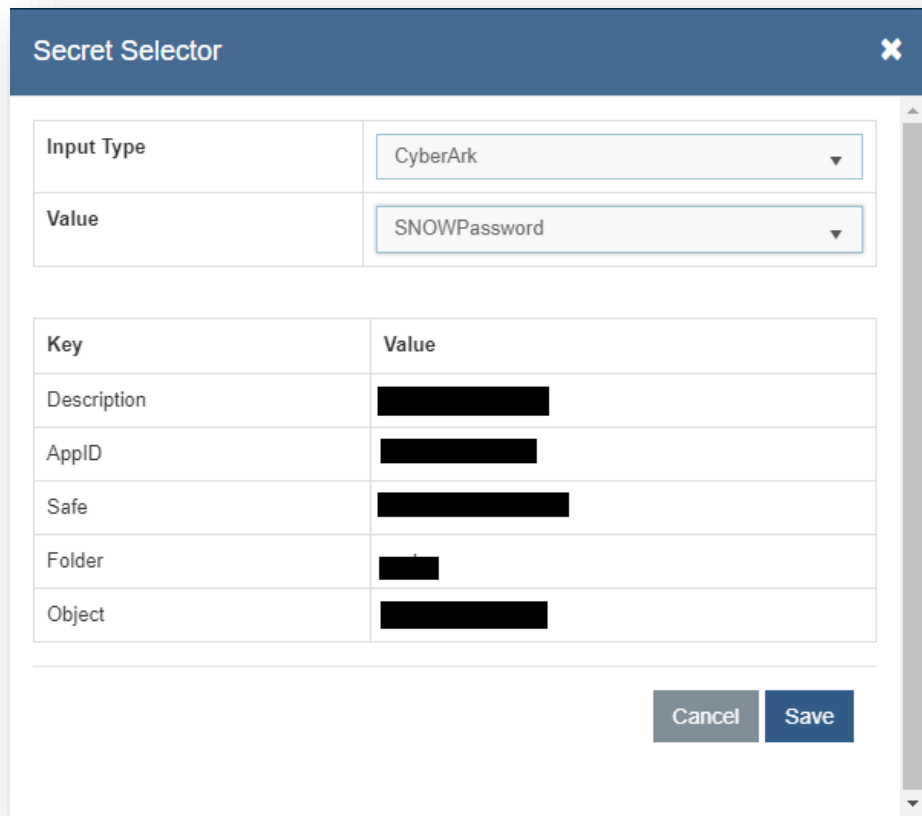 Secret Selector
Input Type CyberArk
Value SNOWPassword
Key Value
Description
AppID
Safe
Folder
Object
Cancel Save